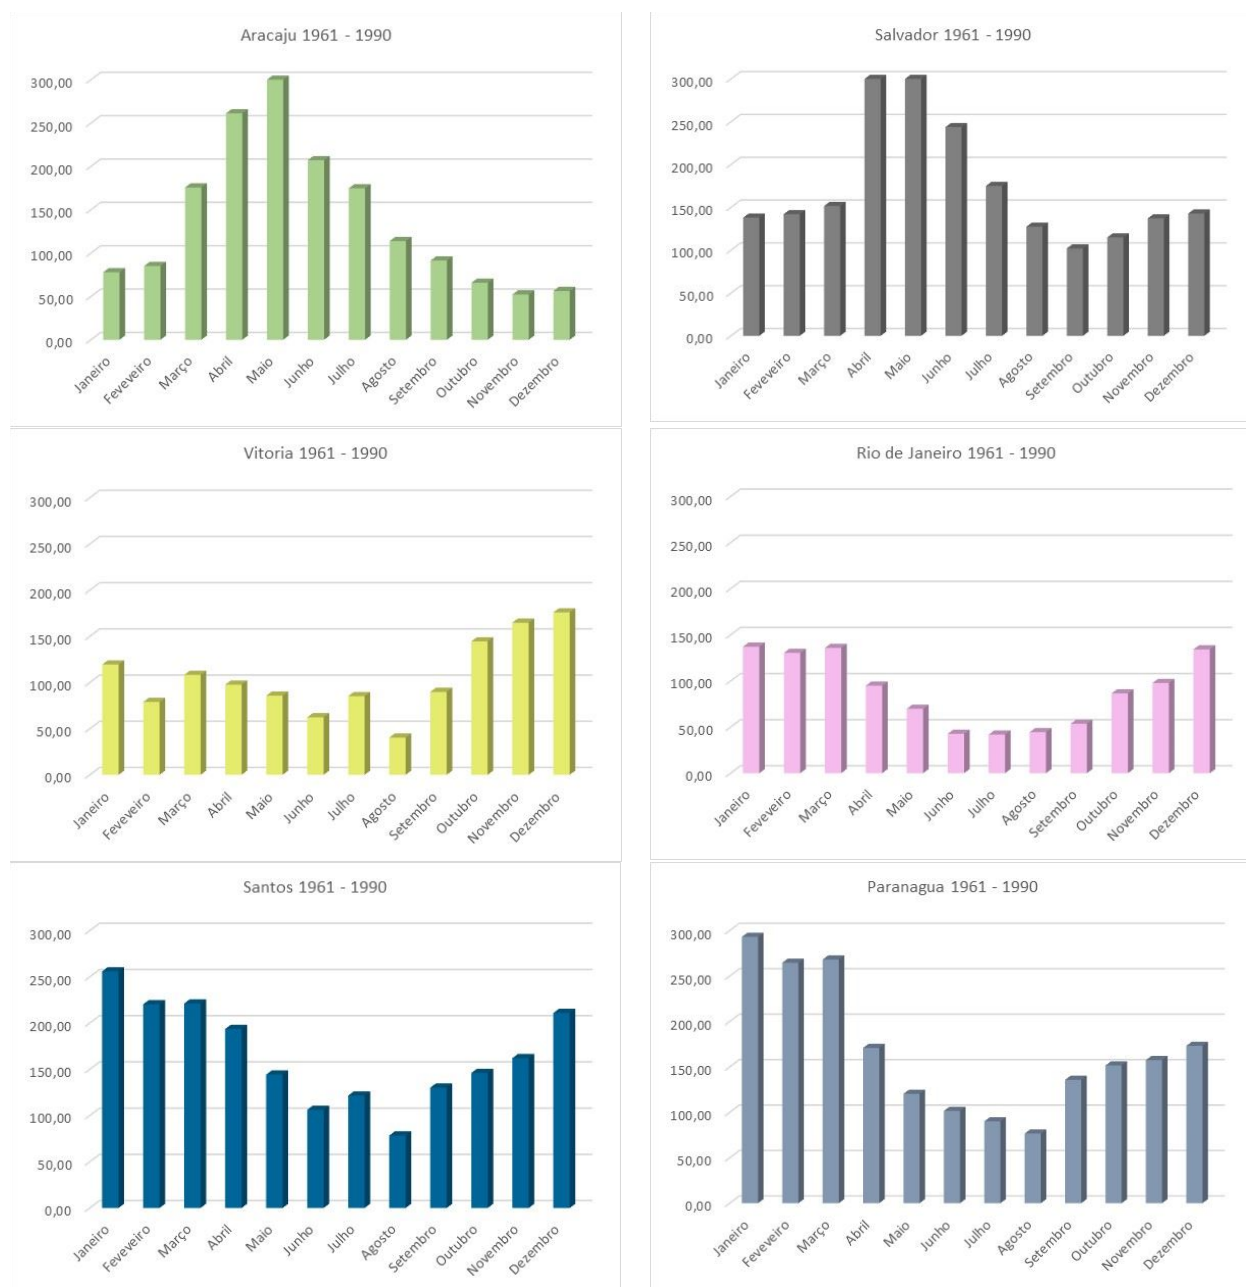 Aracaju 1961 - 1990
300,00
250,00
200,00
150,00
100,00
50,00
0,00
Janeiro
Feveveiro
Março
Abril
Maio
Junho
Julho
Agosto
Setembro
Outubro
Novembro
Dezembro
Salvador 1961 - 1990
300,00
250,00
200,00
150,00
100,00
50,00
0,00
Janeiro
Feveveiro
Março
Abril
Maio
Junho
Julho
Agosto
Setembro
Outubro
Novembro
Dezembro
Vitoria 1961 - 1990
300,00
250,00
200,00
150,00
100,00
50,00
0,00
Janeiro
Feveveiro
Março
Abril
Maio
Junho
Julho
Agosto
Setembro
Outubro
Novembro
Dezembro
Rio de Janeiro 1961 - 1990
300,00
250,00
200,00
150,00
100,00
50,00
0,00
Janeiro
Feveveiro
Março
Abril
Maio
Junho
Julho
Agosto
Setembro
Outubro
Novembro
Dezembro
Santos 1961 - 1990
300,00
250,00
200,00
150,00
100,00
50,00
0,00
Janeiro
Feveveiro
Março
Abril
Maio
Junho
Julho
Agosto
Setembro
Outubro
Novembro
Dezembro
Paranagua 1961 - 1990
300,00
250,00
200,00
150,00
100,00
50,00
0,00
Janeiro
Feveveiro
Março
Abril
Maio
Junho
Julho
Agosto
Setembro
Outubro
Novembro
Dezembro